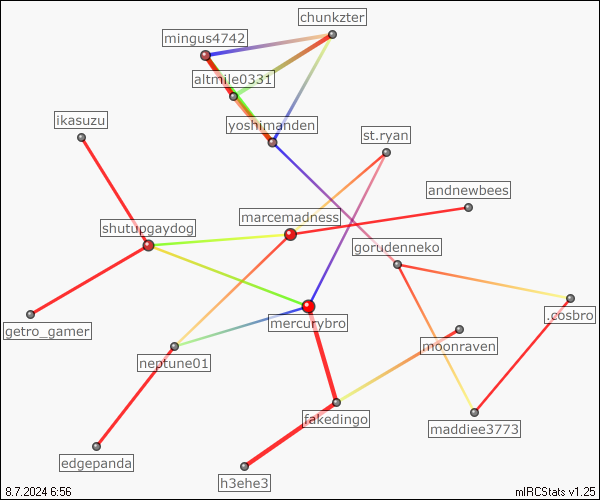 chunkzter
mingus4742
altmile0331
ikasuzu
yoshimanden
st.ryan
andnewbees
marcemadness
shutupgaydog
gorudenneko
.cosbro
mercurybro
getro_gamer
moonraven
neptune01
fakedingo
maddiee3773
edgepanda
h3ehe3
8.7.2024 6:56
mIRCStats v1.25